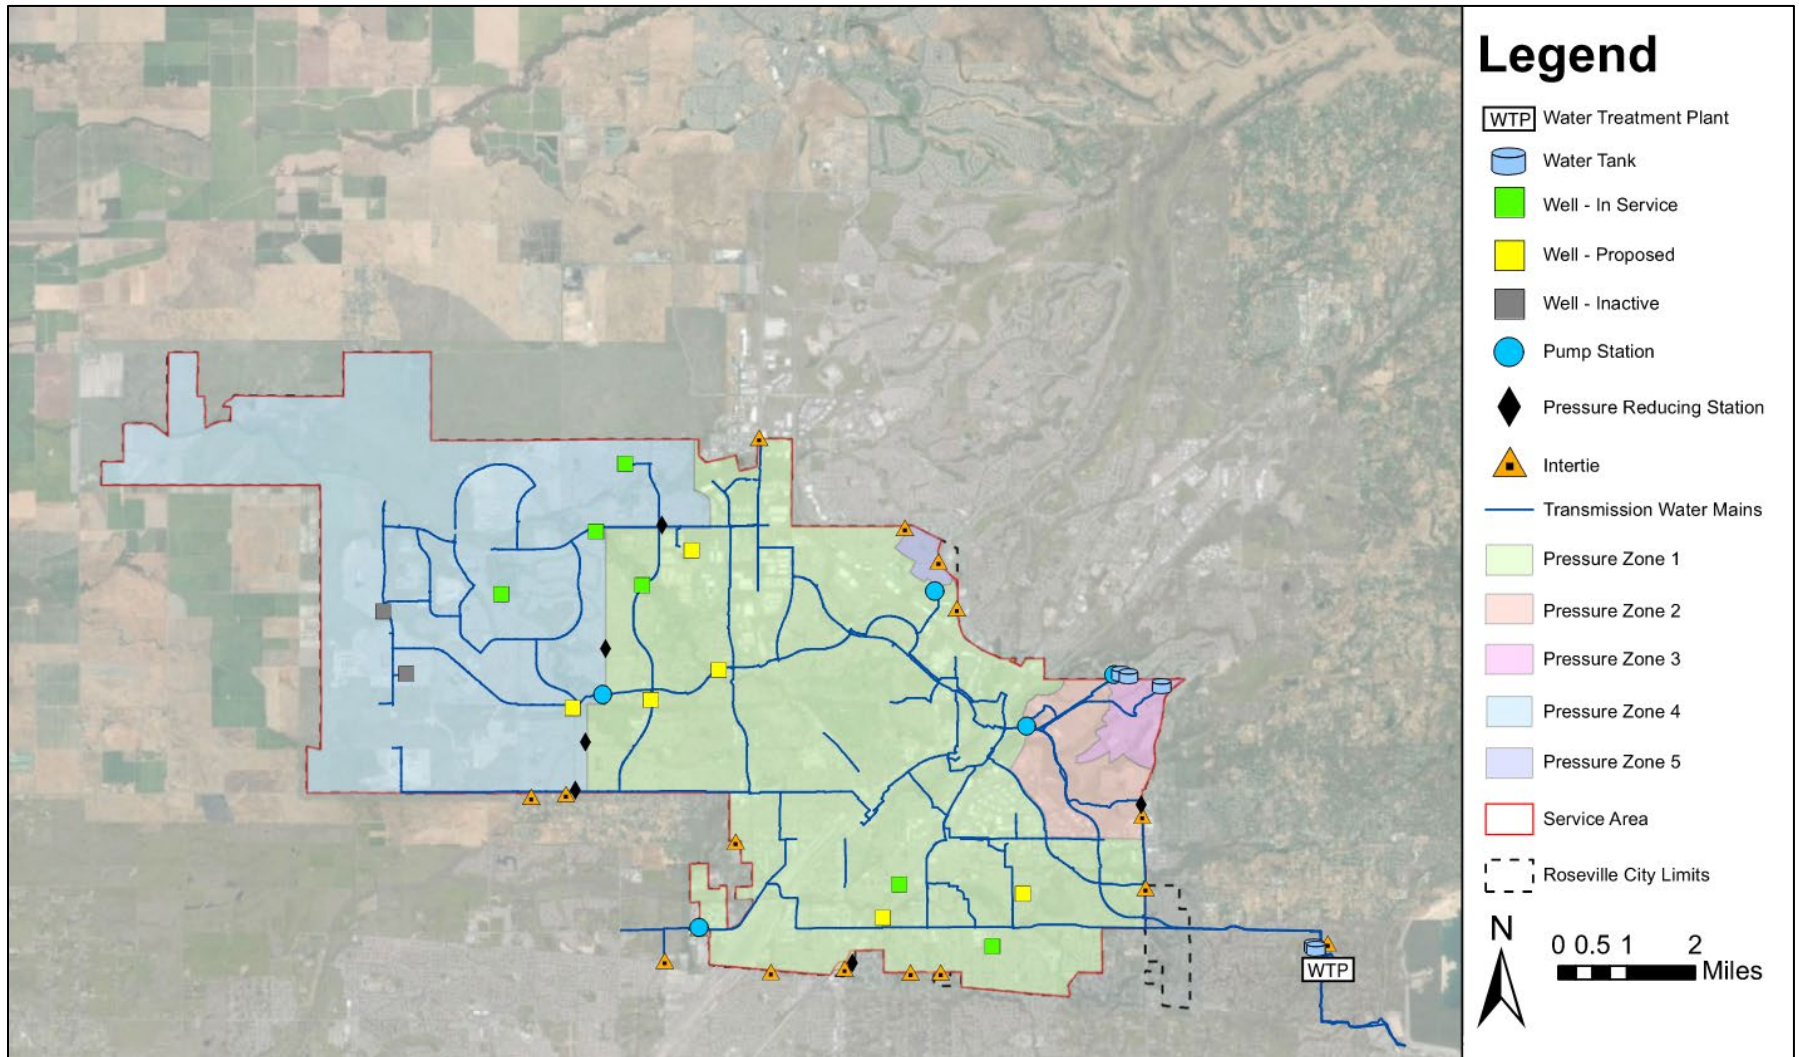 Legend
WTP Water Treatment Plant
Water Tank
Well - In Service
Well - Proposed
Well - Inactive
Pump Station
Pressure Reducing Station
Intertie
Transmission Water Mains
Pressure Zone 1
Pressure Zone 2
Pressure Zone 3
Pressure Zone 4
Pressure Zone 5
Service Area
Roseville City Limits
N
0 0.5 1 2
Miles
WTP